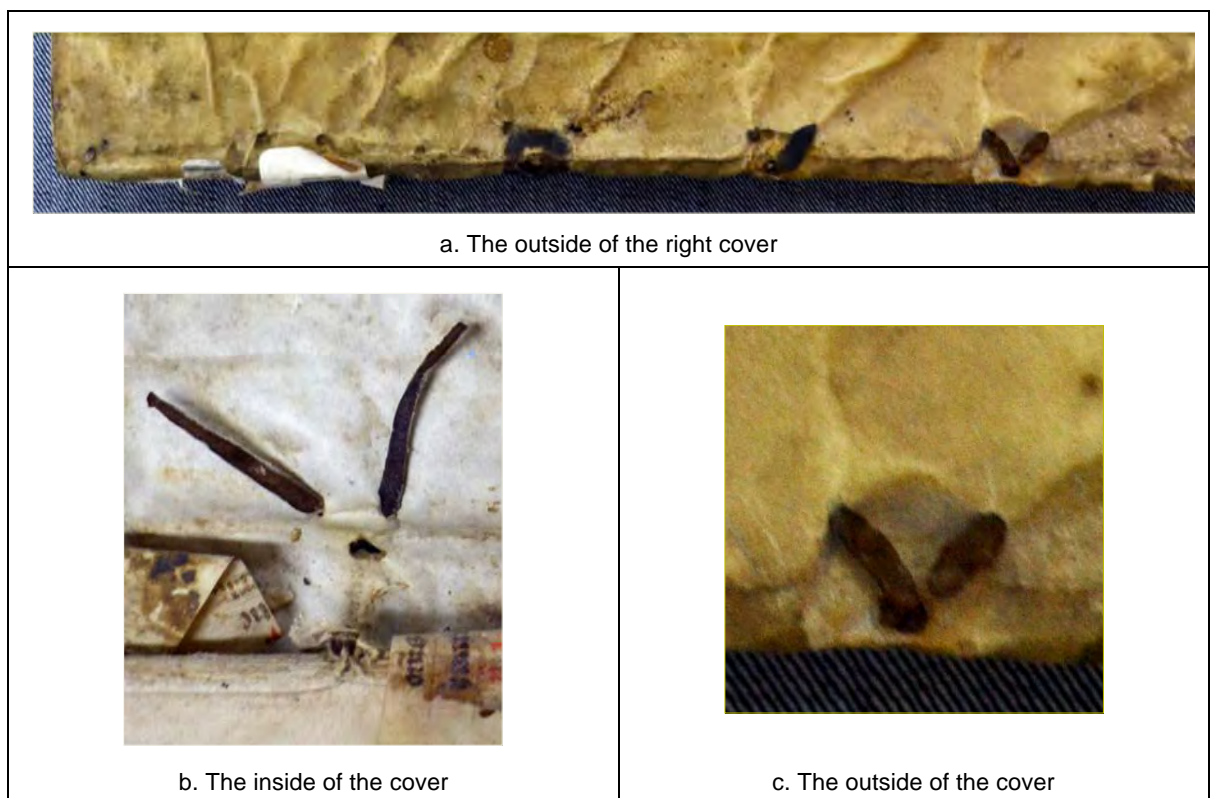 a. The outside of the right cover
b. The inside of the cover
c. The outside of the cover